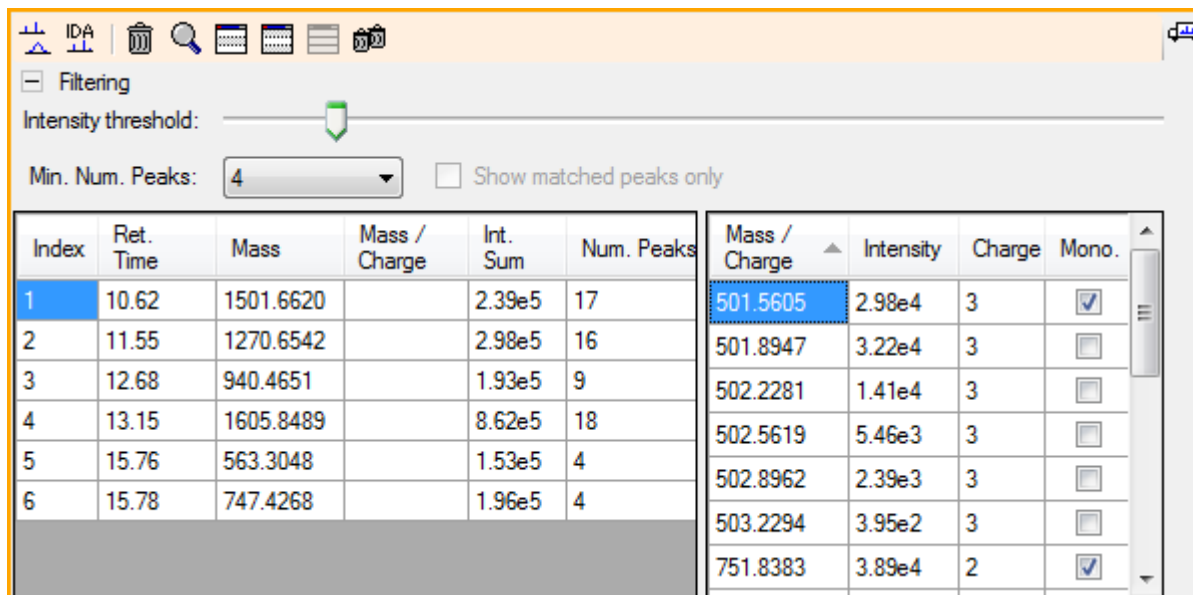 IDA
Filtering
Intensity threshold:
Min. Num. Peaks: 4 Show matched peaks only
Index Ret. Time Mass Mass / Charge Int. Sum Num. Peaks
1 10.62 1501.6620 2.39e5 17
2 11.55 1270.6542 2.98e5 16
3 12.68 940.4651 1.93e5 9
4 13.15 1605.8489 8.62e5 18
5 15.76 563.3048 1.53e5 4
6 15.78 747.4268 1.96e5 4
Mass / Charge Intensity Charge Mono.
501.5605 2.98e4 3
501.8947 3.22e4 3
502.2281 1.41e4 3
502.5619 5.46e3 3
502.8962 2.39e3 3
503.2294 3.95e2 3
751.8383 3.89e4 2